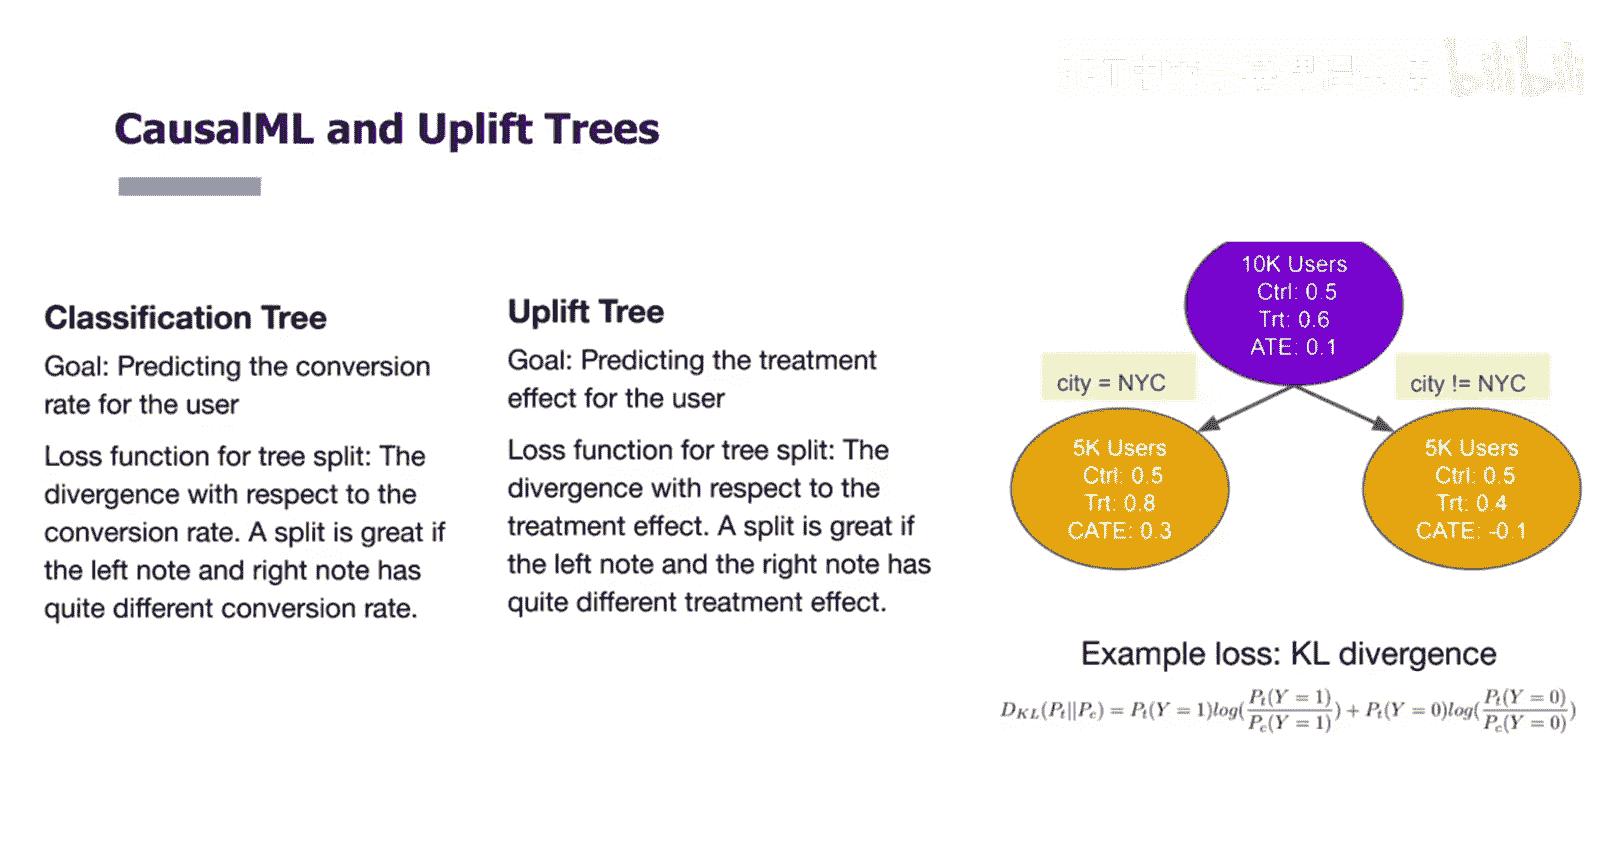 CausalML and Uplift Trees
Classification Tree
Goal: Predicting the conversion
rate for the user
Loss function for tree split: The
divergence with respect to the
conversion rate. A split is great if
the left note and right note has
quite different conversion rate.
Uplift Tree
Goal: Predicting the treatment
effect for the user
Loss function for tree split: The
divergence with respect to the
treatment effect. A split is great if
the left note and the right note has
quite different treatment effect.
10K Users
Ctrl: 0.5
Trt: 0.6
ATE: 0.1
city = NYC
city != NYC
5K Users
Ctrl: 0.5
Trt: 0.8
CATE: 0.3
5K Users
Ctrl: 0.5
Trt: 0.4
CATE: -0.1
Example loss: KL divergence
D_{KL}(P_t||P_c) = P_t(Y = 1)log(\frac{P_t(Y = 1)}{P_c(Y = 1)}) + P_t(Y = 0)log(\frac{P_t(Y = 0)}{P_c(Y = 0)})
bilibili